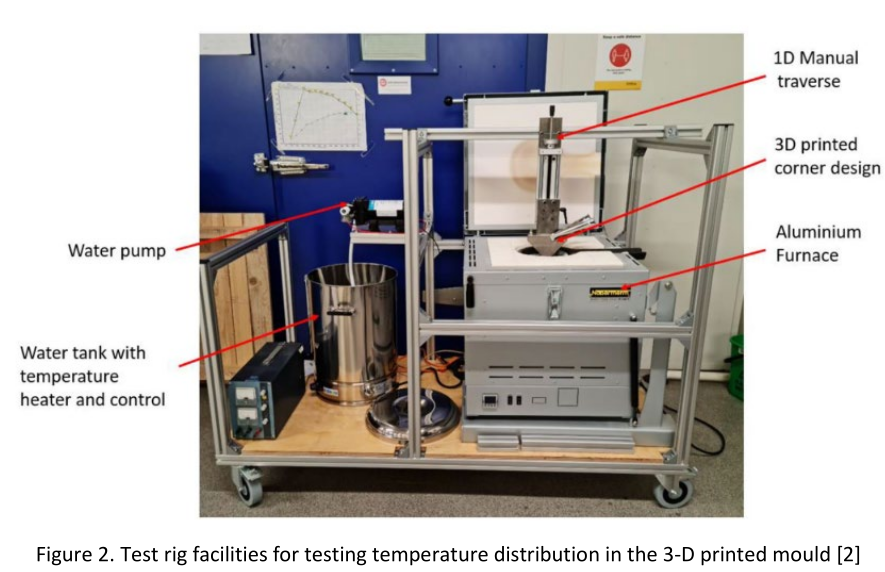 1D Manual
traverse
3D printed
corner design
Water pump
Aluminium
Furnace
Nabertherm
Water tank with
temperature
heater and control
Figure 2. Test rig facilities for testing temperature distribution in the 3-D printed mould [2]